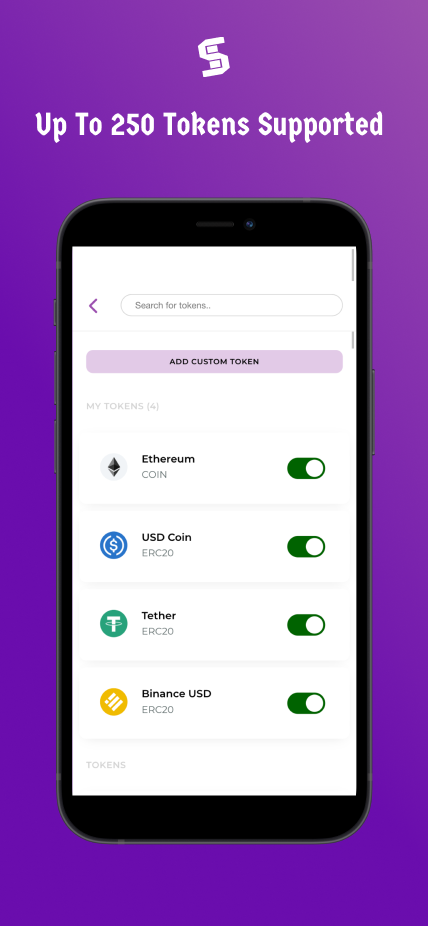 Up To 250 Tokens Supported
Search for tokens..
ADD CUSTOM TOKEN
MY TOKENS (4)
Ethereum
COIN
USD Coin
ERC20
Tether
ERC20
Binance USD
ERC20
TOKENS